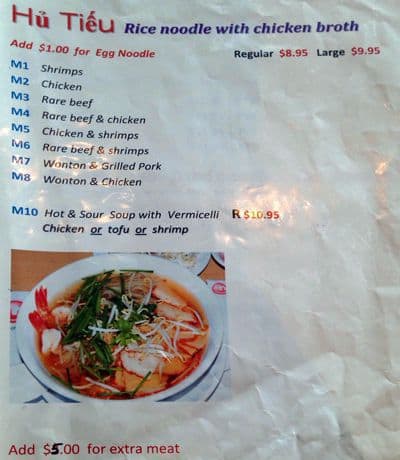 Hủ Tiếu Rice noodle with chicken broth
Add $1.00 for Egg Noodle Regular $8.95 Large $9.95
M1 Shrimps
M2 Chicken
M3 Rare beef
M4 Rare beef & chicken
M5 Chicken & shrimps
M6 Rare beef & shrimps
M7 Wonton & Grilled Pork
M8 Wonton & Chicken
M10 Hot & Sour Soup with Vermicelli R $10.95
Chicken or tofu or shrimp
Add $5.00 for extra meat